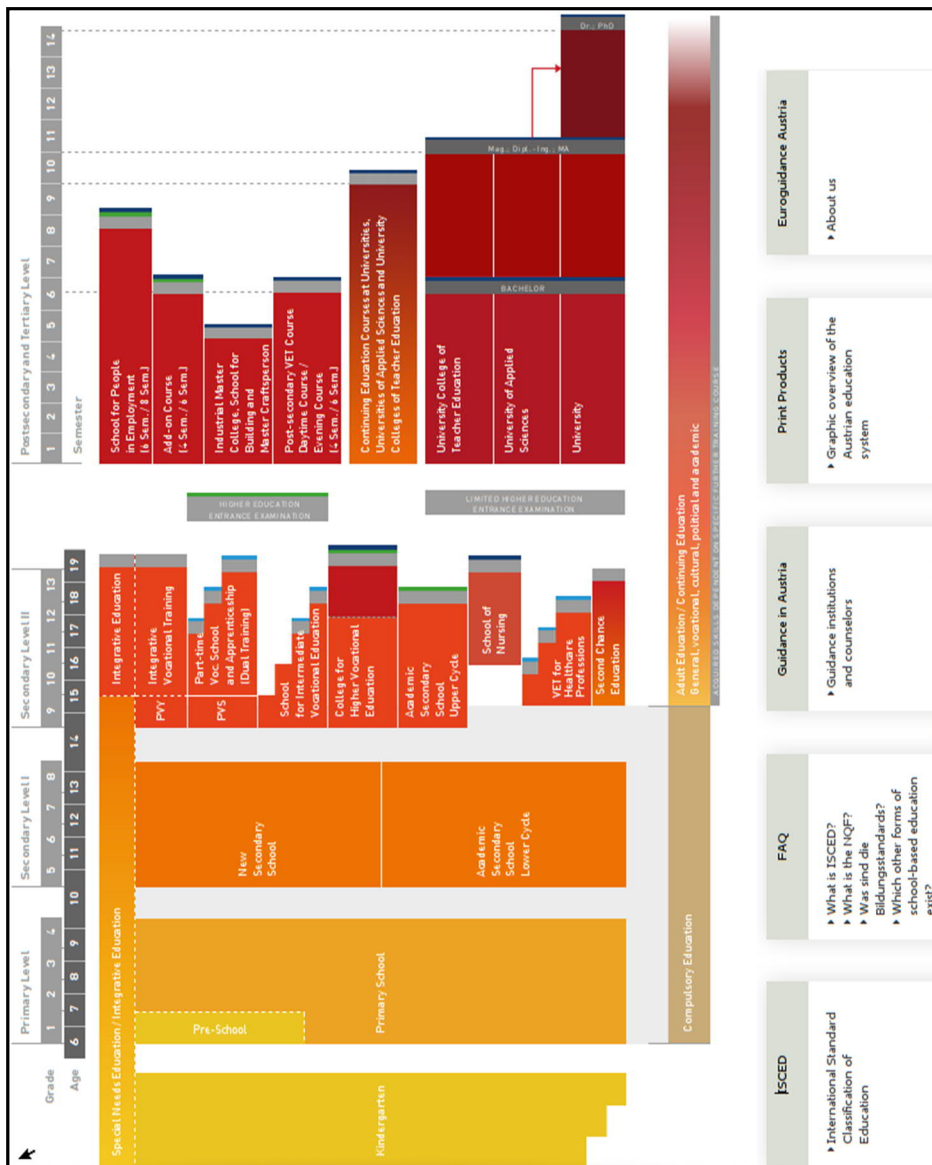 Primary Level
Secondary Level I
Secondary Level II
Postsecondary and Tertiary Level
Grade
1 2 3 4
5 6 7 8
9 10 11 12 13
1 2 3 4 5 6 7 8 9 10 11 12 13 14
Age
6 7 8 9 10 11 12 13 14 15 16 17 18 19
Semester
Special Needs Education / Integrative Education
Integrative Education
School for People
in Employment
(6 Sem./ 8 Sem.)
PVY
Integrative
Vocational Training
Add-on Course
(4 Sem./ 6 Sem.)
PVS
Part-time
Voc. School
and Apprenticeship
(Dual Training)
HIGHER EDUCATION
ENTRANCE EXAMINATION
Industrial Master
College, School for
Building and
Master Craftsperson
School
for Intermediate
Vocational Education
Post-secondary VET Course
Daytime Course /
Evening Course
(4 Sem./ 6 Sem.)
New
Secondary
School
College for
Higher Vocational
Education
Continuing Education Courses at Universities,
Universities of Applied Sciences and University
Colleges of Teacher Education
Pre-School
Primary School
Kindergarten
Academic
Secondary
School
Lower Cycle
Academic
Secondary
School
Upper Cycle
LIMITED HIGHER EDUCATION
ENTRANCE EXAMINATION
University College of
Teacher Education
School of
Nursing
University of Applied
Sciences
VET for
Healthcare
Professions
University
Second Chance
Education
BACHELOR
Mag.; Dipl.-Ing.; MA
Dr.; PhD
Compulsory Education
Adult Education / Continuing Education
General, vocational, cultural, political and academic
ACQUIRED SKILLS DEPENDENT ON SPECIFIC FURTHER TRAINING COURSE
ISCED
International Standard
Classification of
Education
FAQ
What is ISCED?
What is the NQF?
Was sind die
Bildungsstandards?
Which other forms of
school-based education
exist?
Guidance in Austria
Guidance institutions
and counselors
Print Products
Graphic overview of the
Austrian education
system
Euroguidance Austria
About us